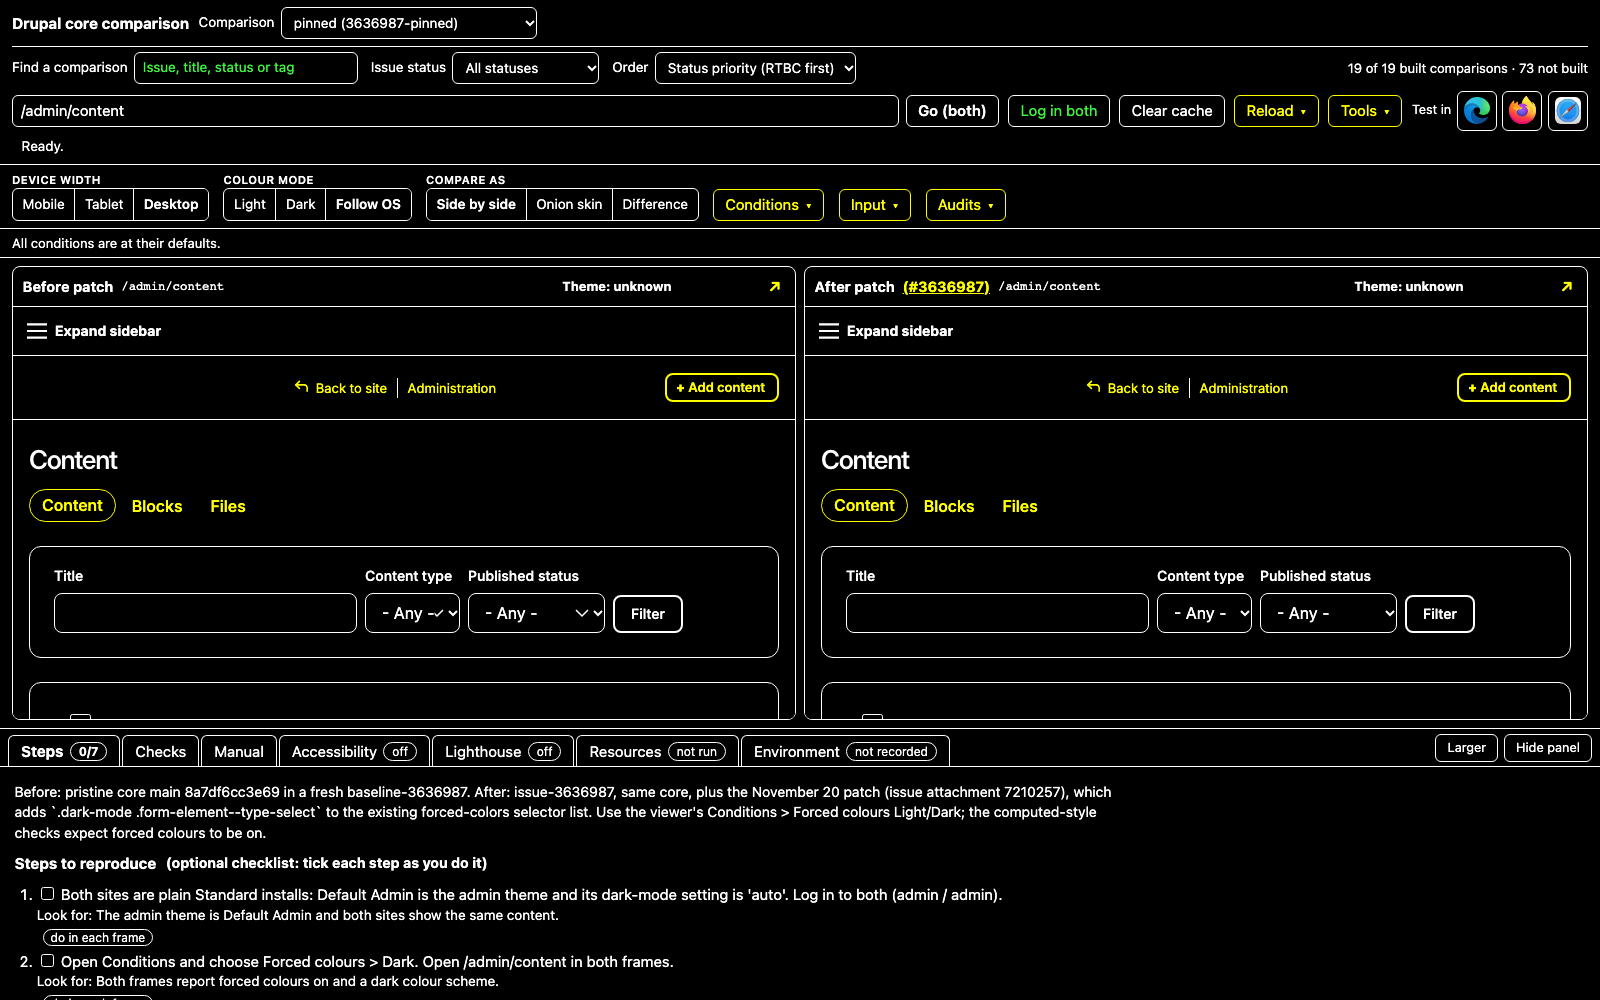 Drupal core comparison Comparison pinned (3636987-pinned)
Find a comparison Issue, title, status or tag Issue status All statuses Order Status priority (RTBC first) 19 of 19 built comparisons · 73 not built
/admin/content Go (both) Log in both Clear cache Reload ▾ Tools ▾ Test in
Ready.
DEVICE WIDTH COLOUR MODE COMPARE AS
Mobile Tablet Desktop Light Dark Follow OS Side by side Onion skin Difference Conditions ▾ Input ▾ Audits ▾
All conditions are at their defaults.
Before patch /admin/content Theme: unknown
Expand sidebar
Back to site Administration + Add content
Content
Content Blocks Files
Title Content type Published status
- Any - - Any - Filter
After patch (#3636987) /admin/content Theme: unknown
Expand sidebar
Back to site Administration + Add content
Content
Content Blocks Files
Title Content type Published status
- Any - - Any - Filter
Steps 0/7 Checks Manual Accessibility off Lighthouse off Resources not run Environment not recorded Larger Hide panel
Before: pristine core main 8a7df6cc3e69 in a fresh baseline-3636987. After: issue-3636987, same core, plus the November 20 patch (issue attachment 7210257), which
adds `.dark-mode .form-element--type-select` to the existing forced-colors selector list. Use the viewer's Conditions > Forced colours Light/Dark; the computed-style
checks expect forced colours to be on.
Steps to reproduce (optional checklist: tick each step as you do it)
1. Both sites are plain Standard installs: Default Admin is the admin theme and its dark-mode setting is 'auto'. Log in to both (admin / admin).
Look for: The admin theme is Default Admin and both sites show the same content.
do in each frame
2. Open Conditions and choose Forced colours > Dark. Open /admin/content in both frames.
Look for: Both frames report forced colours on and a dark colour scheme.